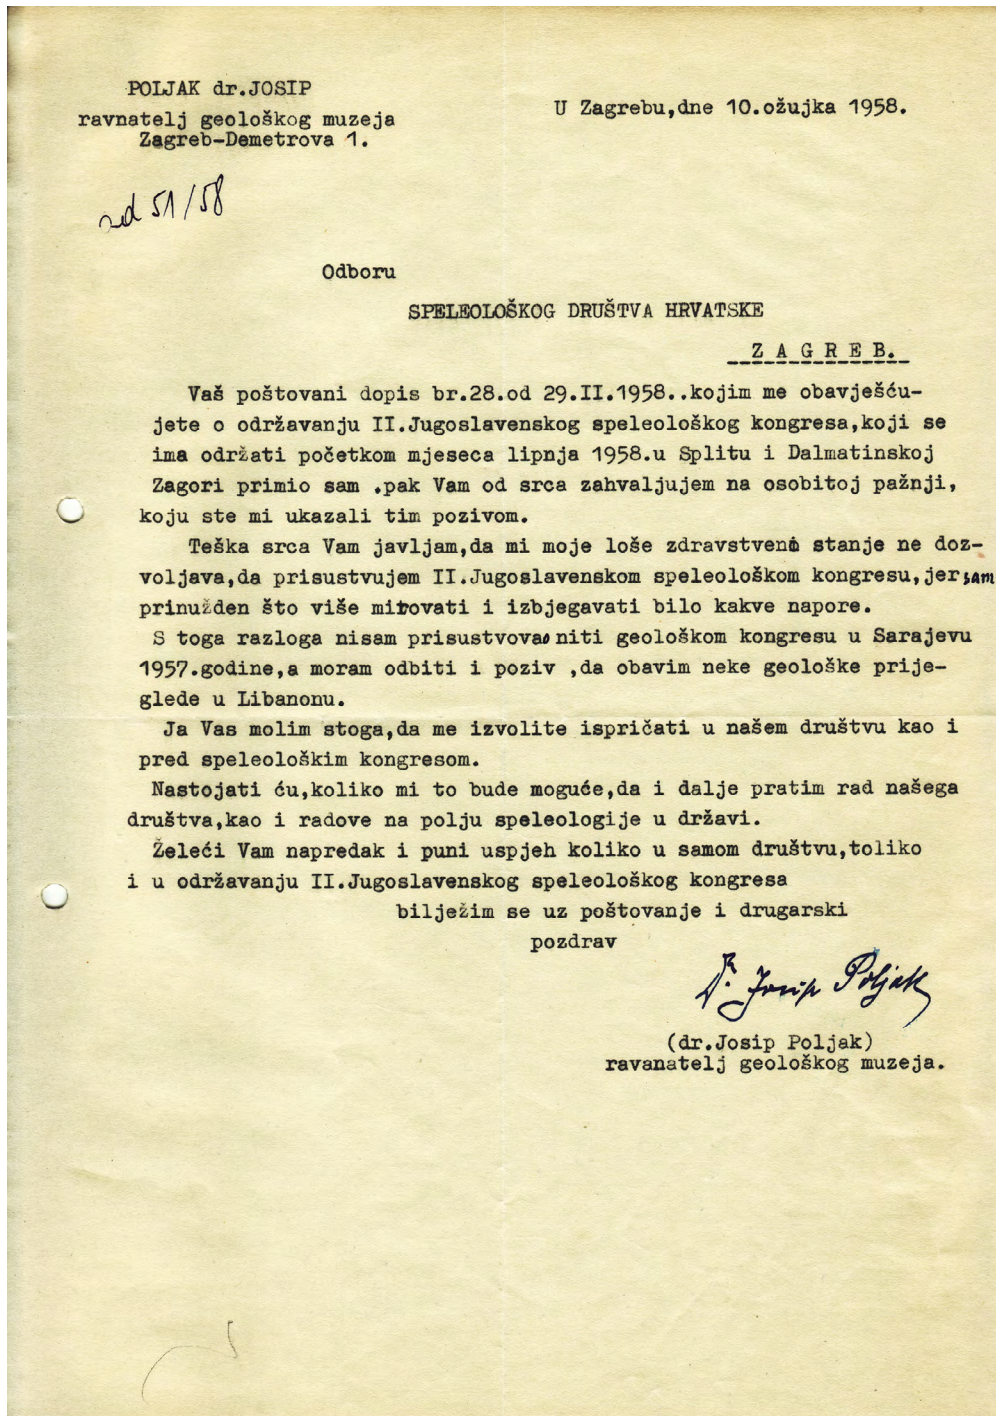 POLJAK dr.JOSIP
ravnatelj geološkog muzeja
Zagreb-Demetrova 1.
U Zagrebu,dne 10.ožujka 1958.
51/58
Odboru
SPELEOLOŠKOG DRUŠTVA HRVATSKE
Z A G R E B.
Vaš poštovani dopis br.28.od 29.II.1958..kojim me obavješću-
jete o održavanju II.Jugoslavenskog speleološkog kongresa,koji se
ima održati početkom mjeseca lipnja 1958.u Splitu i Dalmatinskoj
Zagori primio sam .pak Vam od srca zahvaljujem na osobitoj pažnji,
koju ste mi ukazali tim pozivom.
Teška srca Vam javljam,da mi moje loše zdravstveno stanje ne doz-
voljava,da prisustvujem II.Jugoslavenskom speleološkom kongresu,jer sam
prinužden što više mirovati i izbjegavati bilo kakve napore.
S toga razloga nisam prisustvovao niti geološkom kongresu u Sarajevu
1957.godine,a moram odbiti i poziv ,da obavim neke geološke prije-
glede u Libanonu.
Ja Vas molim stoga,da me izvolite ispričati u našem društvu kao i
pred speleološkim kongresom.
Nastojati ću,koliko mi to bude moguće,da i dalje pratim rad našega
društva,kao i radove na polju speleologije u državi.
Želeći Vam napredak i puni uspjeh koliko u samom društvu,toliko
i u održavanju II.Jugoslavenskog speleološkog kongresa
bilježim se uz poštovanje i drugarski
pozdrav
Dr. Josip Poljak
(dr.Josip Poljak)
ravanatelj geološkog muzeja.